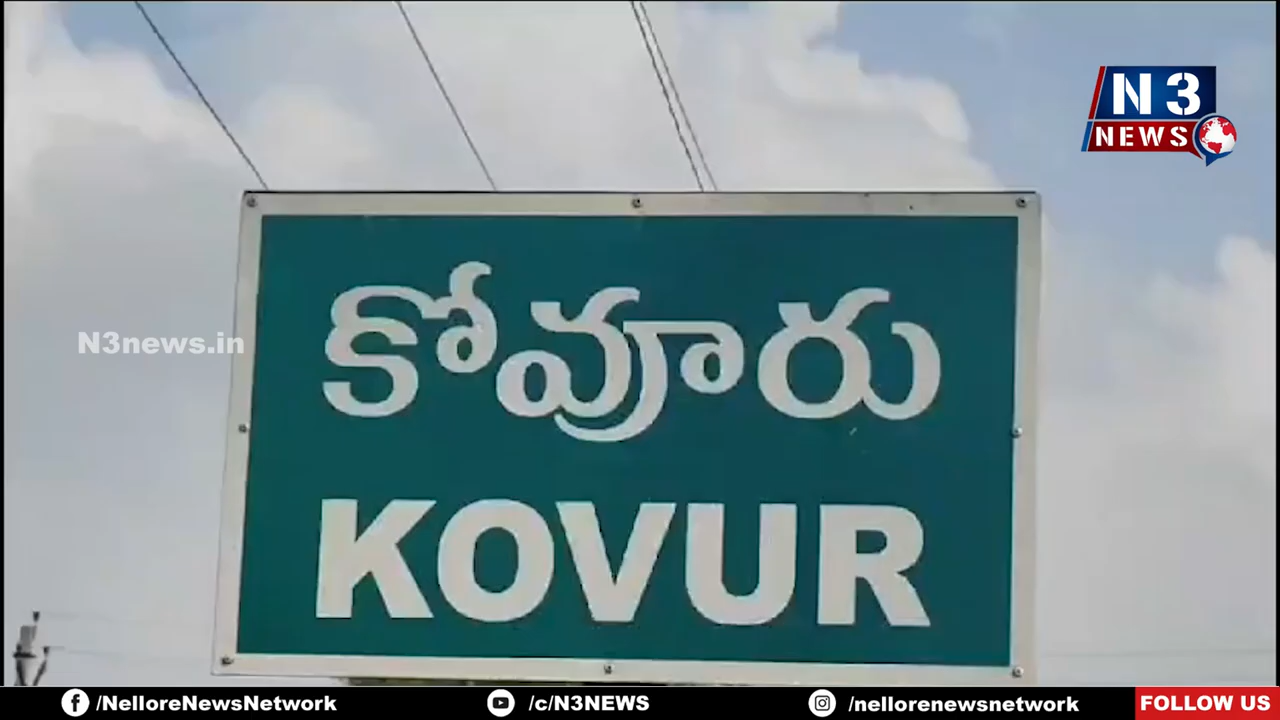 N3
NEWS
N3news.in
కోవూరు
KOVUR
/NelloreNewsNetwork
/c/N3NEWS
/nellorenewsnetwork
FOLLOW US